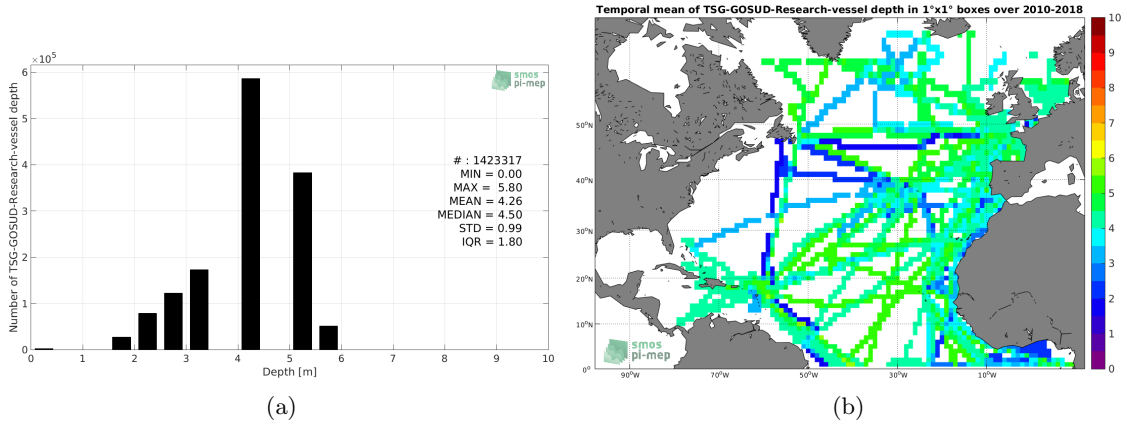 ×10⁵
6
5
4
3
2
1
0
Number of TSG-GOSUD-Research-vessel depth
smos
pi-mep
# : 1423317
MIN = 0.00
MAX = 5.80
MEAN = 4.26
MEDIAN = 4.50
STD = 0.99
IQR = 1.80
0 1 2 3 4 5 6 7 8 9 10
Depth [m]
(a)
Temporal mean of TSG-GOSUD-Research-vessel depth in 1°x1° boxes over 2010-2018
50°N
40°N
30°N
20°N
10°N
0°
90°W 70°W 50°W 30°W 10°W
smos
pi-mep
10
9
8
7
6
5
4
3
2
1
0
(b)